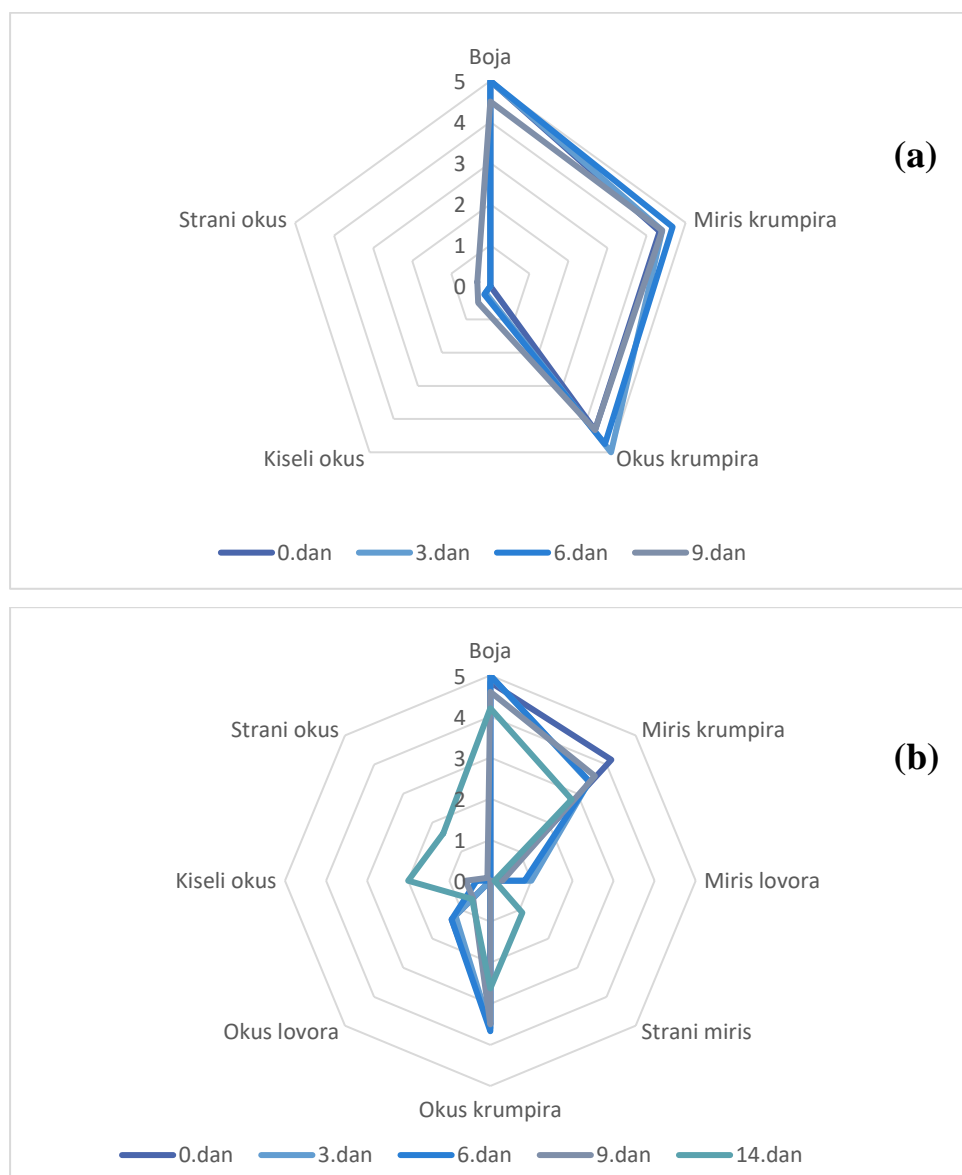 Boja
5
4
(a)
3
Strani okus
Miris krumpira
2
1
0
Kiseli okus
Okus krumpira
0.dan 3.dan 6.dan 9.dan
Boja
5
Strani okus
Miris krumpira
4
(b)
3
2
1
Kiseli okus
0
Miris lovora
Okus lovora
Strani miris
Okus krumpira
0.dan 3.dan 6.dan 9.dan 14.dan